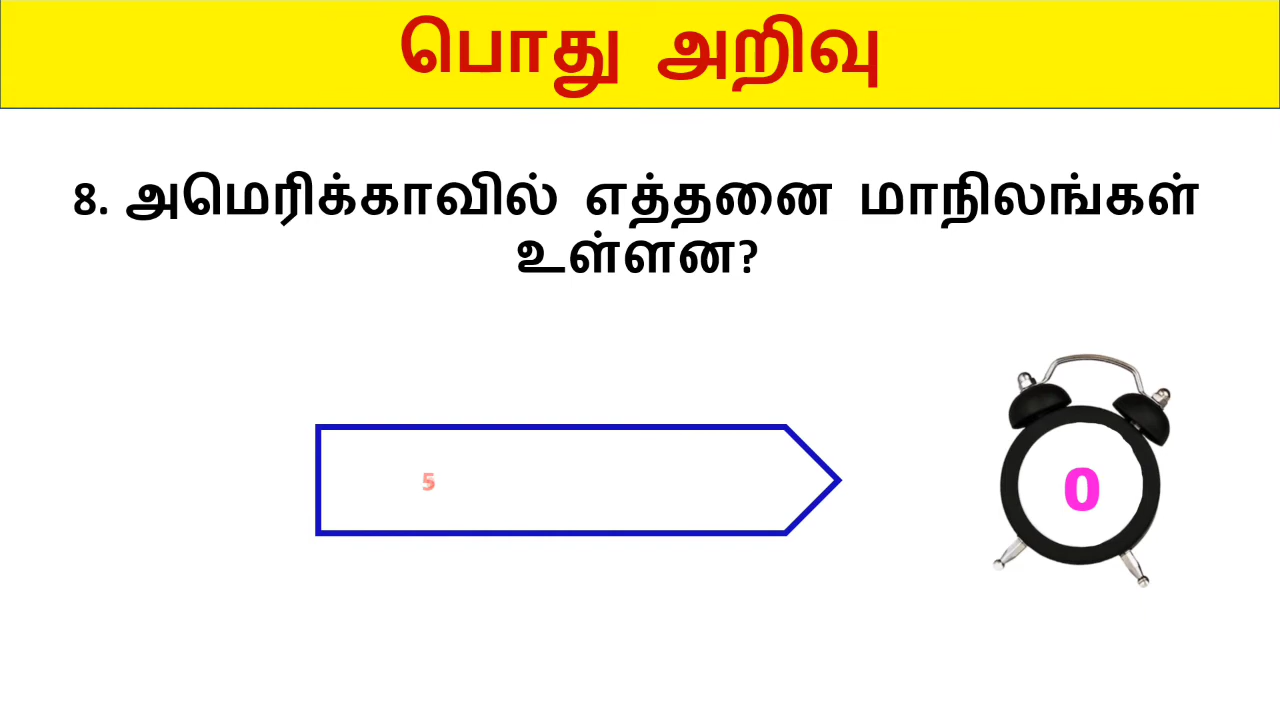 பொது அறிவு
8. அமெரிக்காவில் எத்தனை மாநிலங்கள்
உள்ளன?
5
0